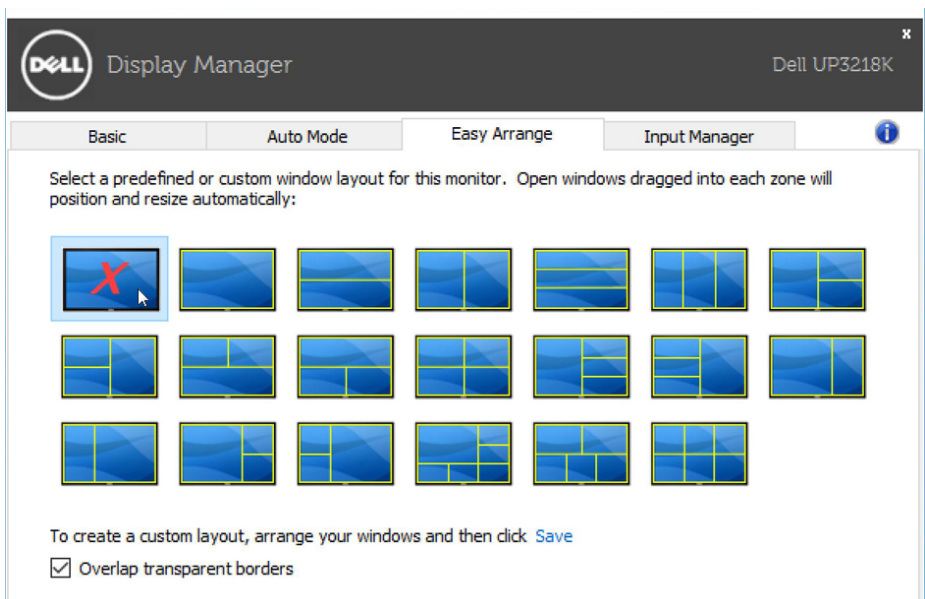 x
DELL
Display Manager
Dell UP3218K
Basic
Auto Mode
Easy Arrange
Input Manager
i
Select a predefined or custom window layout for this monitor. Open windows dragged into each zone will
position and resize automatically:
X
To create a custom layout, arrange your windows and then click Save
Overlap transparent borders